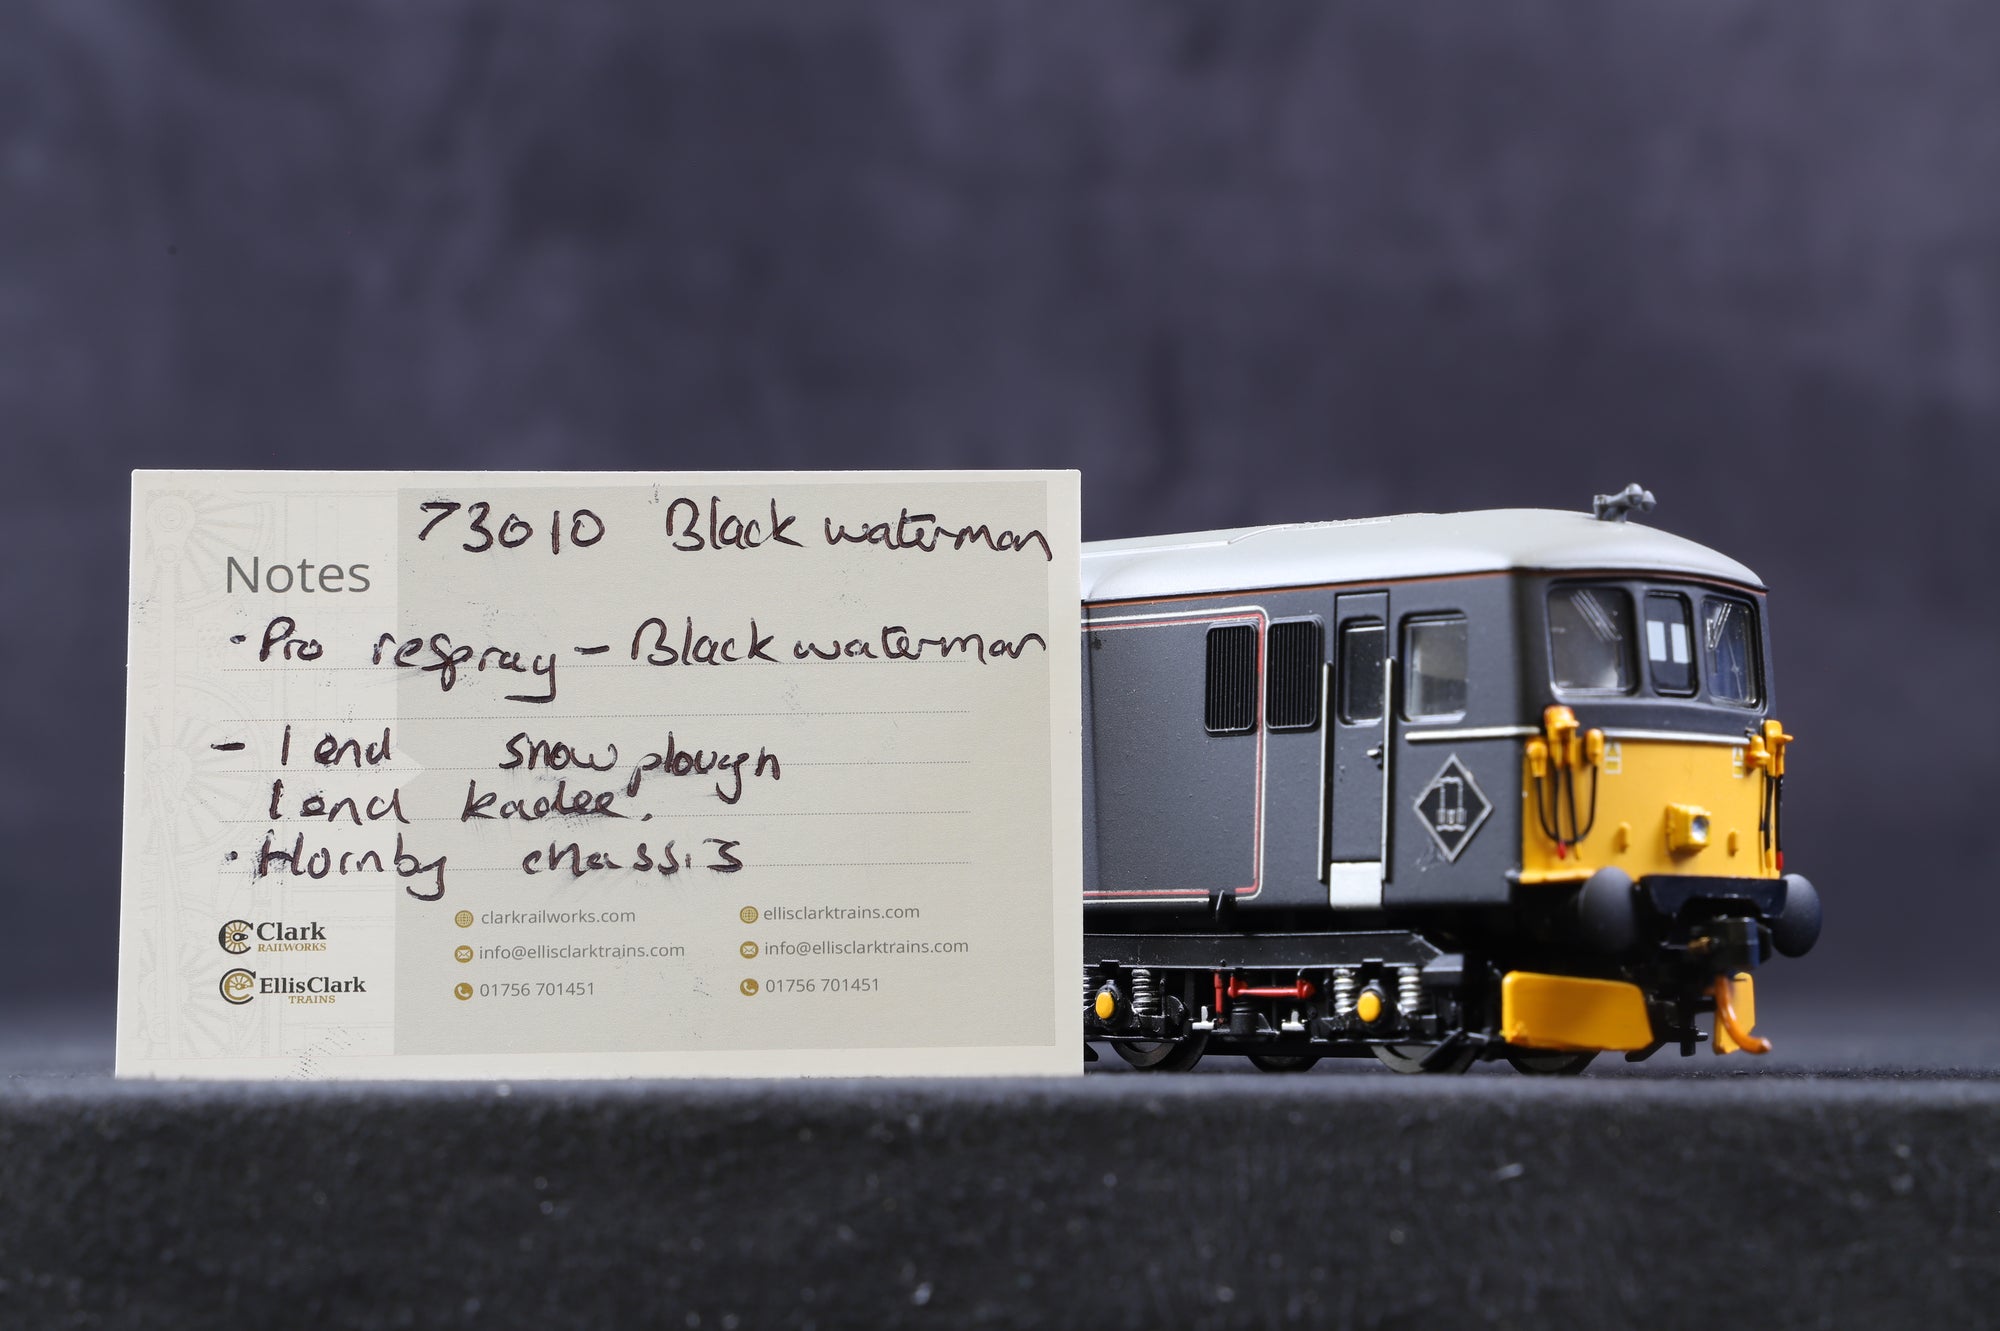 73010 Black waterman
Notes
• Pro respray – Black waterman
– 1 end snow plough
1 end kadee.
• Hornby chassis
Clark RAILWORKS
clarkrailworks.com
ellisclarktrains.com
info@ellisclarktrains.com
info@ellisclarktrains.com
EllisClark TRAINS
01756 701451
01756 701451